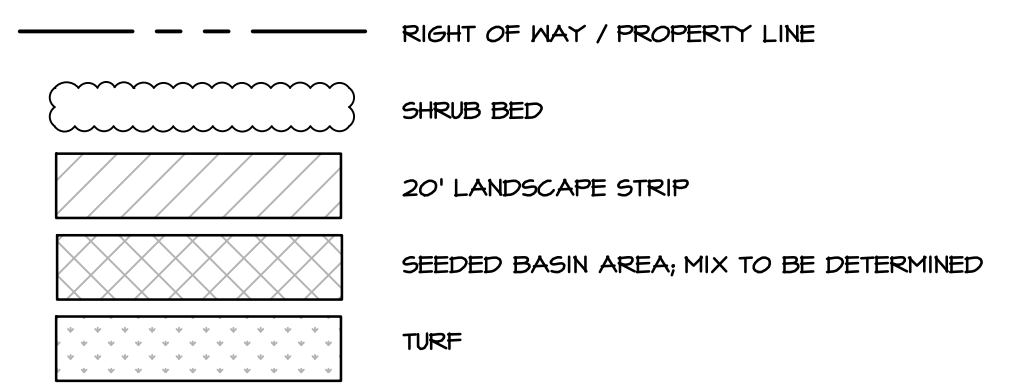 RIGHT OF WAY / PROPERTY LINE
SHRUB BED
20' LANDSCAPE STRIP
SEEDED BASIN AREA; MIX TO BE DETERMINED
TURF